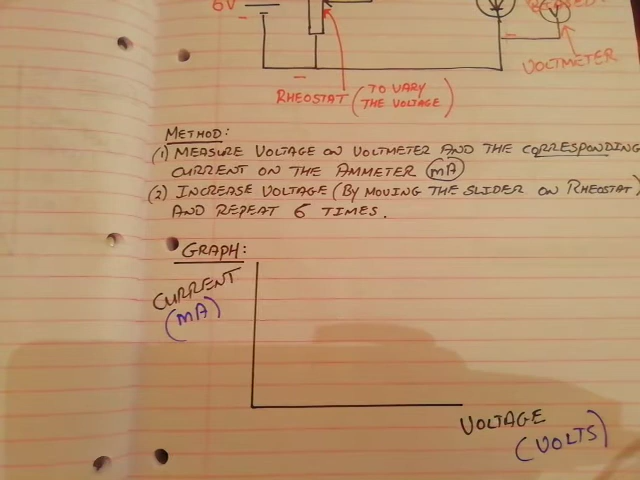 6V
-
V
-
VOLTMETER
-
RHEOSTAT (TO VARY
THE VOLTAGE)
METHOD:
(1) MEASURE VOLTAGE ON VOLTMETER AND THE CORRESPONDING
CURRENT ON THE AMMETER (mA)
(2) INCREASE VOLTAGE (BY MOVING THE SLIDER ON RHEOSTAT)
AND REPEAT 6 TIMES.
GRAPH:
CURRENT
(mA)
VOLTAGE
(VOLTS)